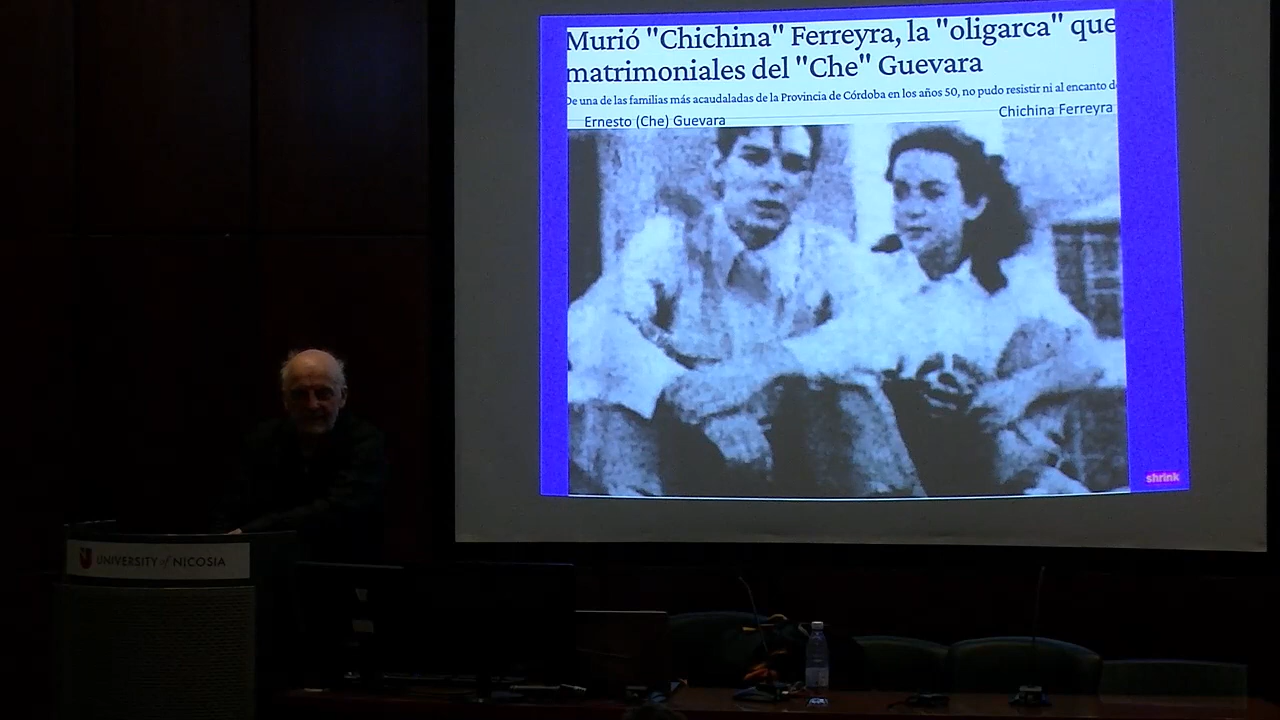 Murió "Chichina" Ferreyra, la "oligarca" que
matrimoniales del "Che" Guevara
De una de las familias más acaudaladas de la Provincia de Córdoba en los años 50, no pudo resistir ni al encanto d
Ernesto (Che) Guevara
Chichina Ferreyra
shrink
UNIVERSITY of NICOSIA